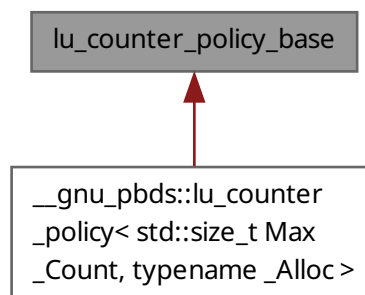 lu_counter_policy_base
__gnu_pbds::lu_counter
_policy< std::size_t Max
_Count, typename _Alloc >